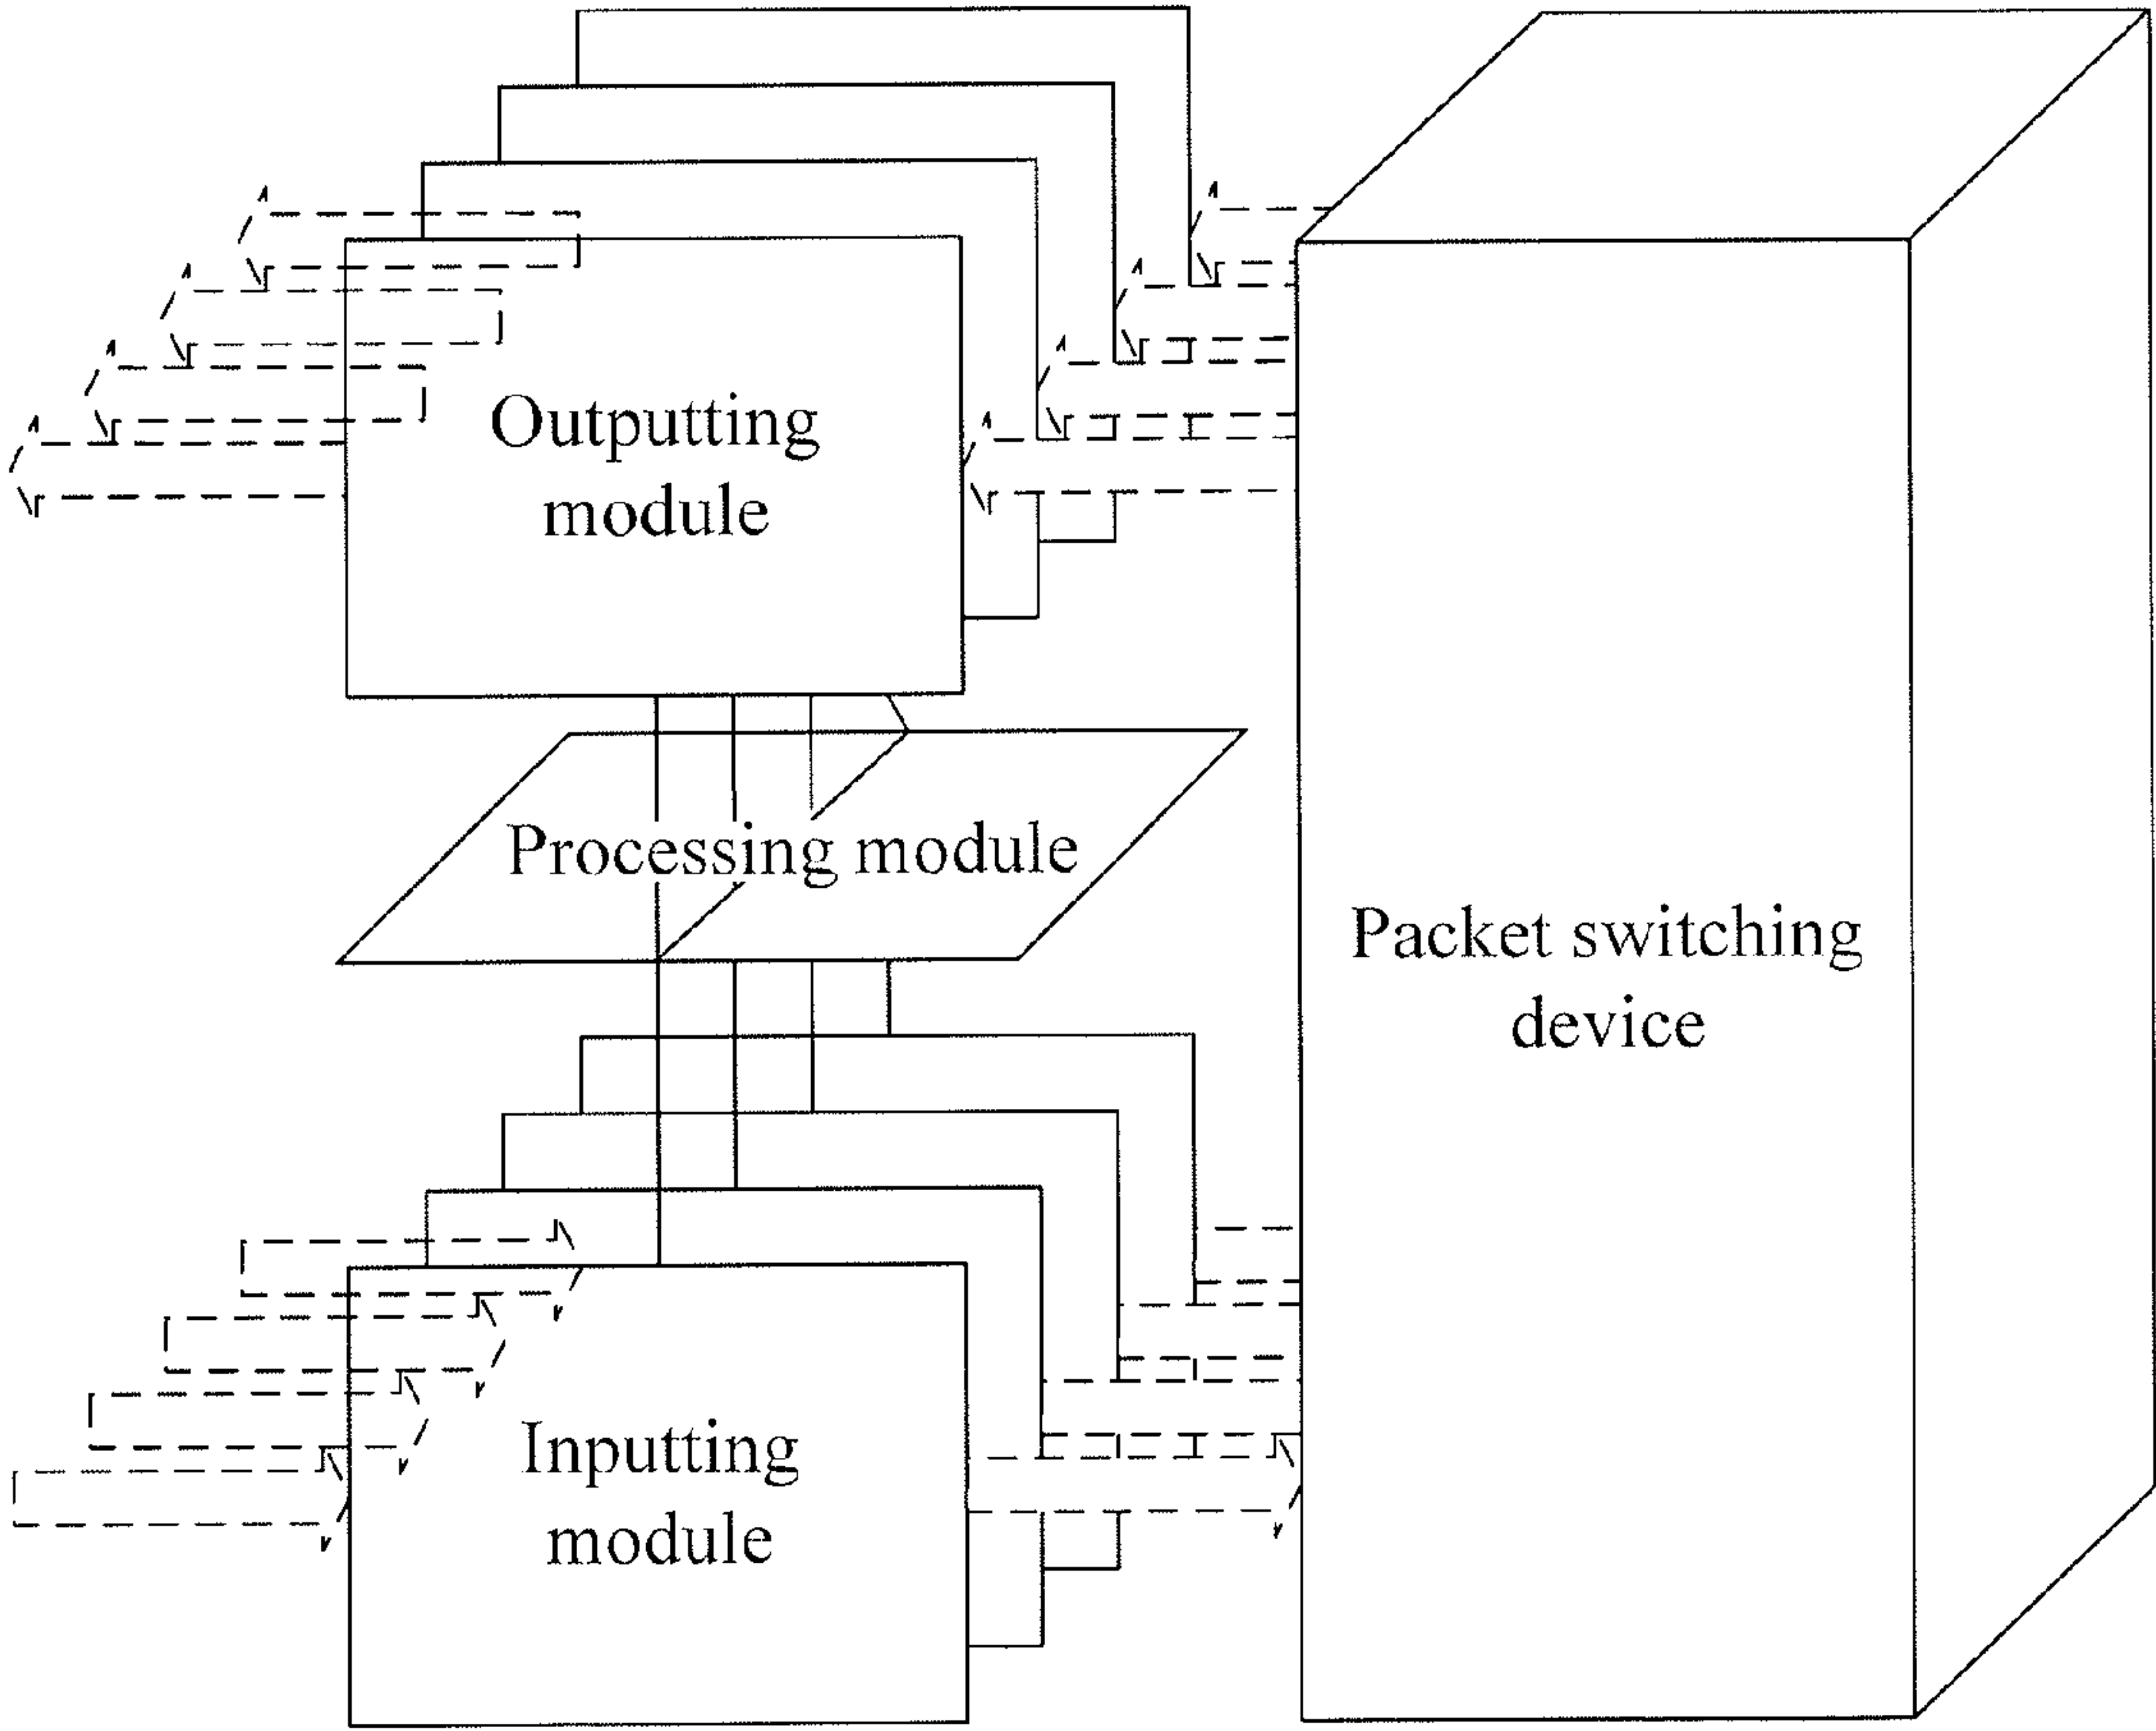 Outputting
module
Processing module
Packet switching
device
Inputting
module